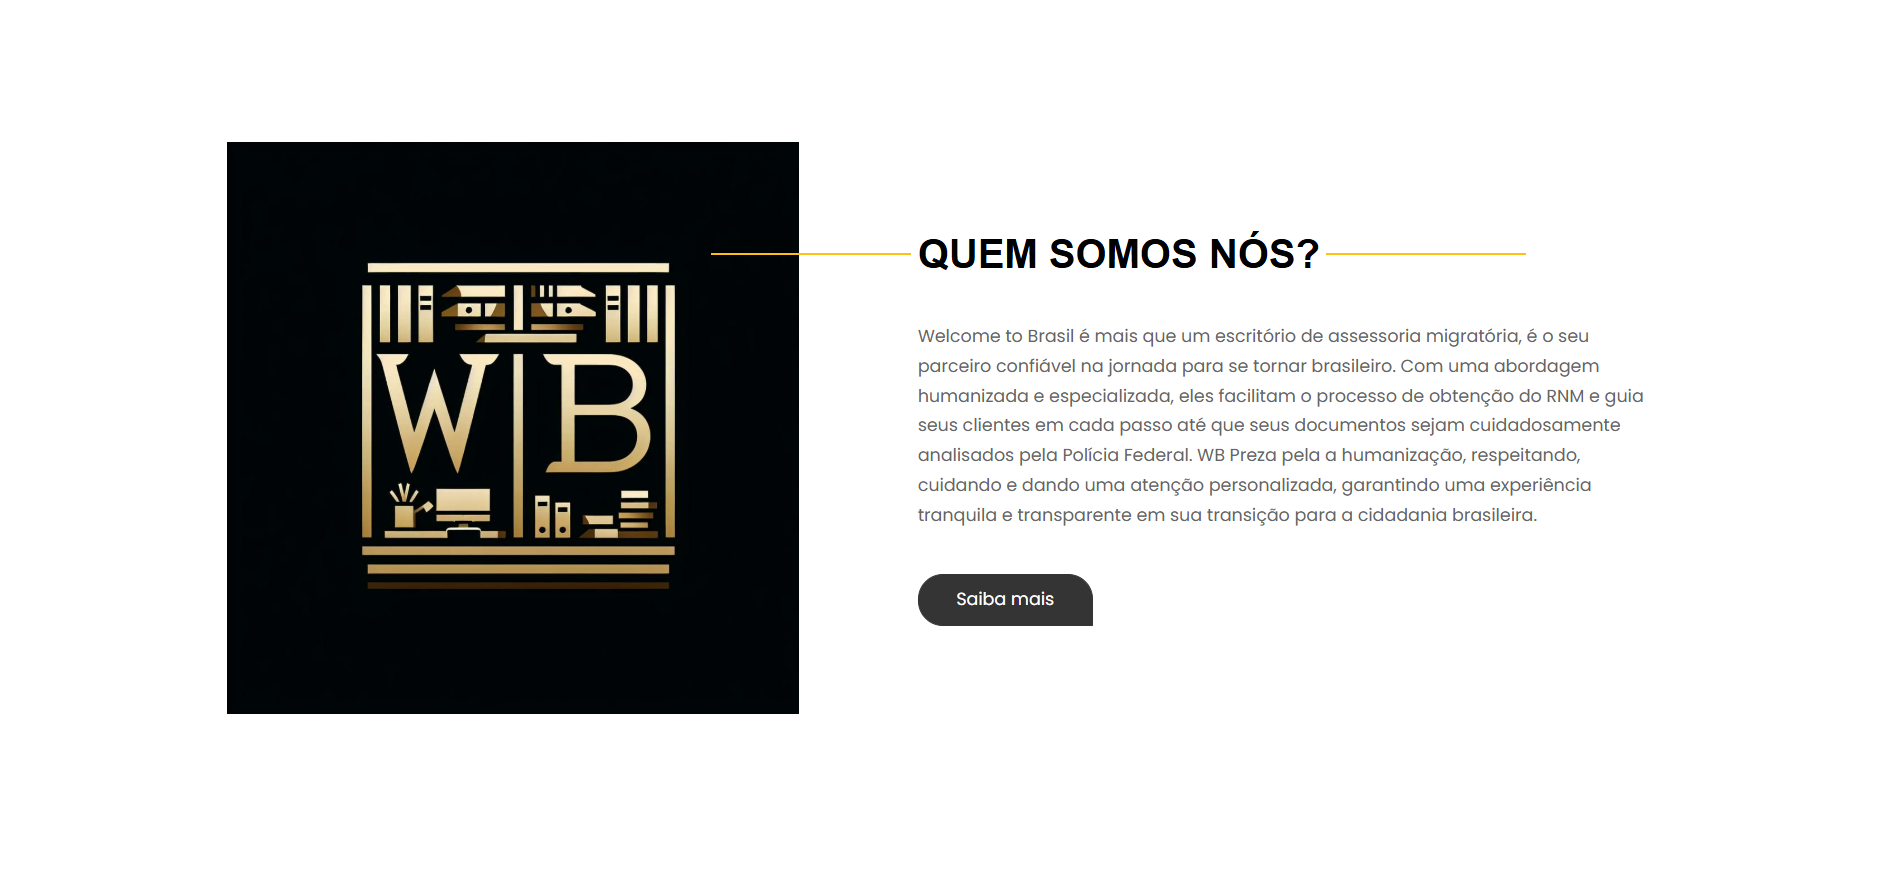 WB
QUEM SOMOS NÓS?
Welcome to Brasil é mais que um escritório de assessoria migratória, é o seu
parceiro confiável na jornada para se tornar brasileiro. Com uma abordagem
humanizada e especializada, eles facilitam o processo de obtenção do RNM e guia
seus clientes em cada passo até que seus documentos sejam cuidadosamente
analisados pela Polícia Federal. WB Preza pela a humanização, respeitando,
cuidando e dando uma atenção personalizada, garantindo uma experiência
tranquila e transparente em sua transição para a cidadania brasileira.
Saiba mais